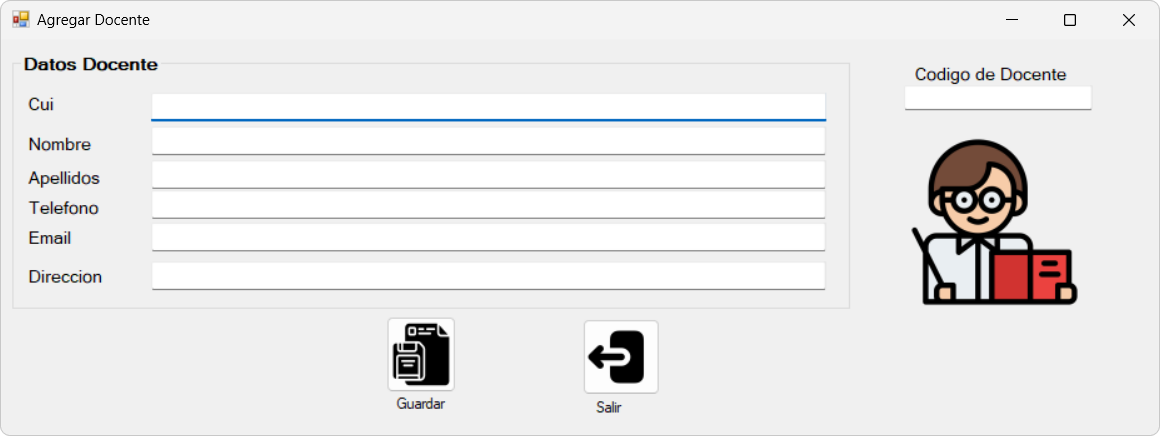 Agregar Docente
Datos Docente
Codigo de Docente
Cui
Nombre
Apellidos
Telefono
Email
Direccion
Guardar
Salir